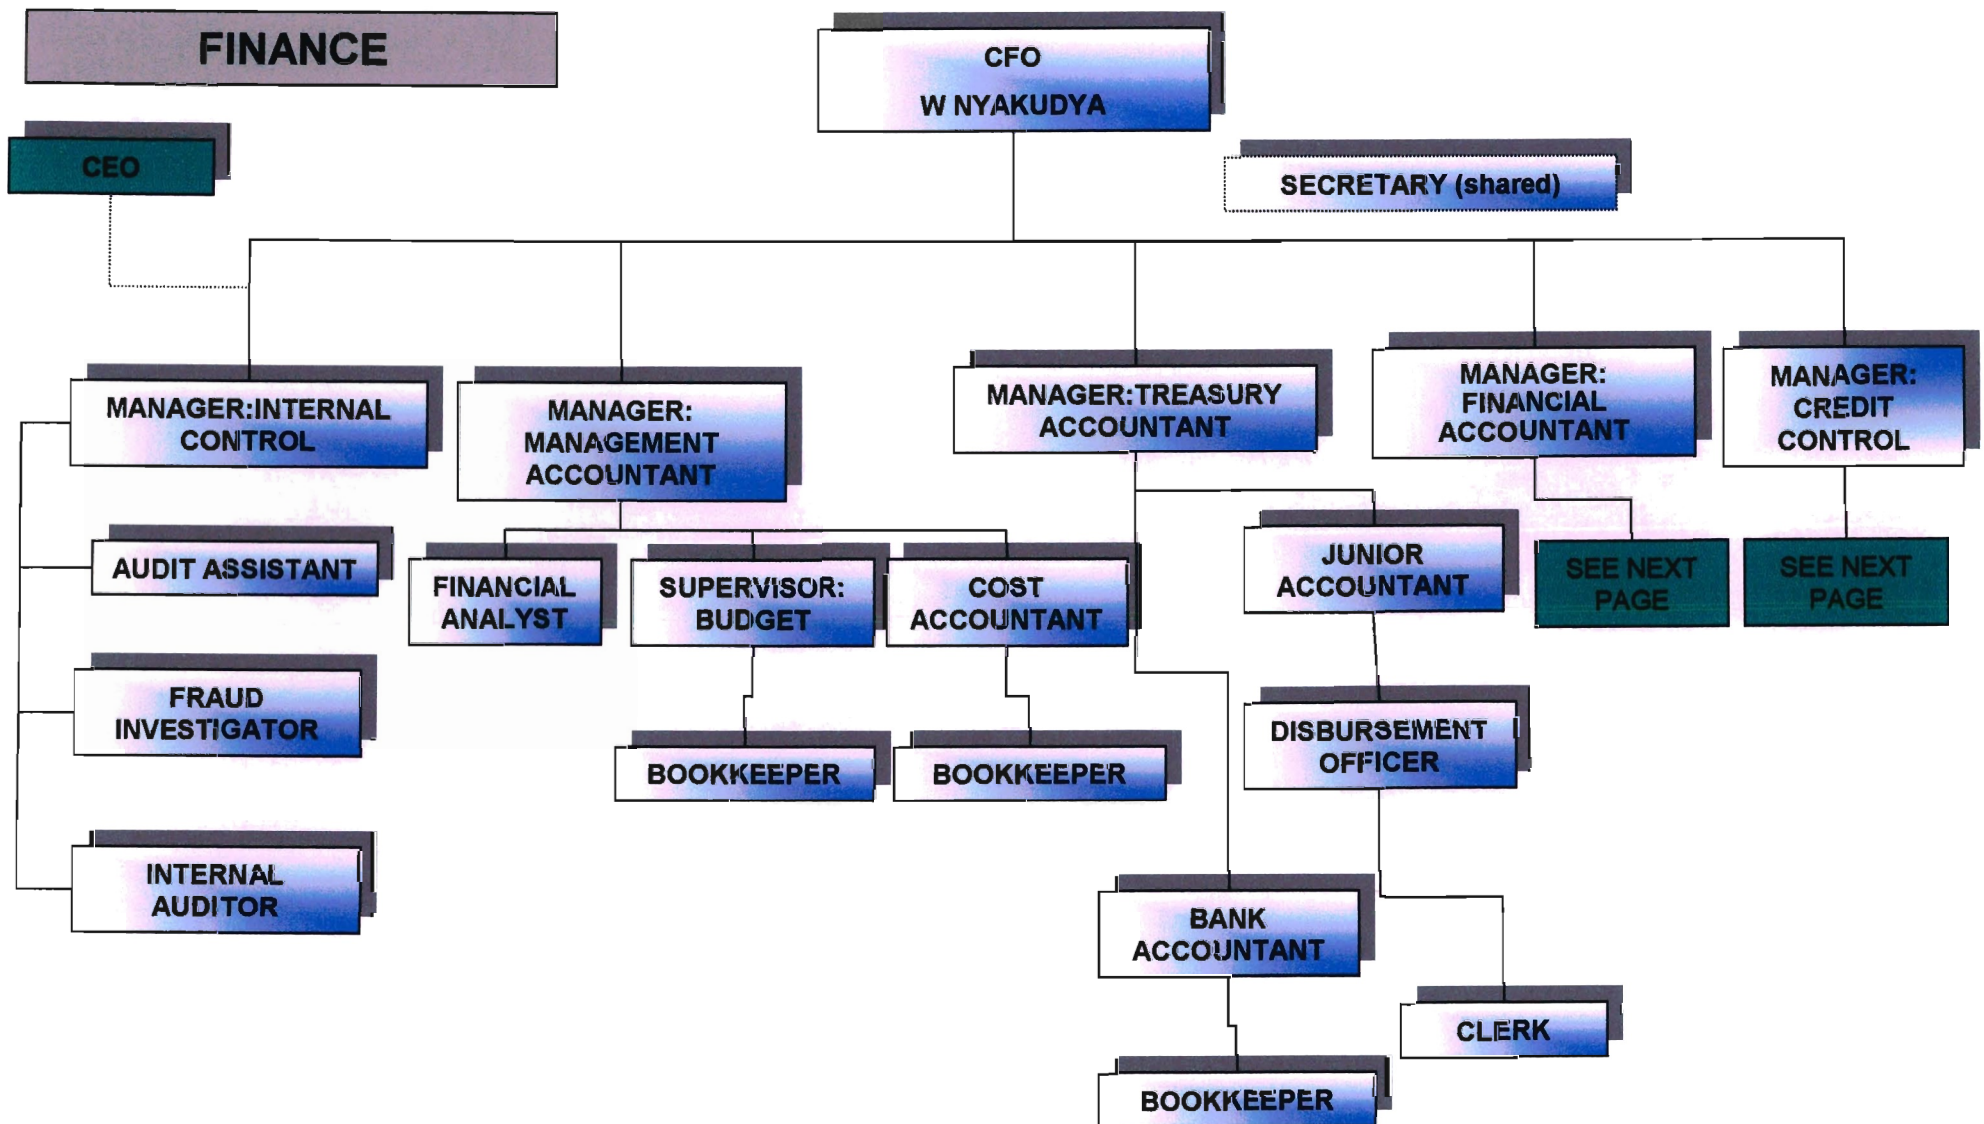 FINANCE
CFO
W NYAKUDYA
CEO
SECRETARY (shared)
MANAGER:INTERNAL
CONTROL
MANAGER:
MANAGEMENT
ACCOUNTANT
MANAGER:TREASURY
ACCOUNTANT
MANAGER:
FINANCIAL
ACCOUNTANT
MANAGER:
CREDIT
CONTROL
AUDIT ASSISTANT
FINANCIAL
ANALYST
SUPERVISOR:
BUDGET
COST
ACCOUNTANT
JUNIOR
ACCOUNTANT
SEE NEXT
PAGE
SEE NEXT
PAGE
FRAUD
INVESTIGATOR
BOOKKEEPER
BOOKKEEPER
DISBURSEMENT
OFFICER
INTERNAL
AUDITOR
BANK
ACCOUNTANT
CLERK
BOOKKEEPER